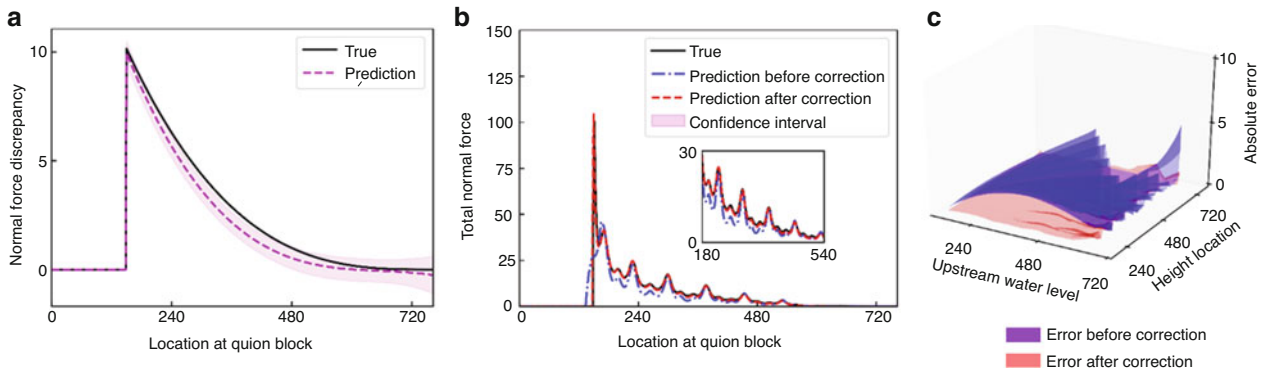 a
Normal force discrepancy
10
5
0
True
Prediction
0 240 480 720
Location at quion block
b
Total normal force
150
125
100
75
50
25
0
True
Prediction before correction
Prediction after correction
Confidence interval
30
0
180 540
0 240 480 720
Location at quion block
c
10
5
0
Absolute error
720
480
240
Height location
240
480
720
Upstream water level
Error before correction
Error after correction